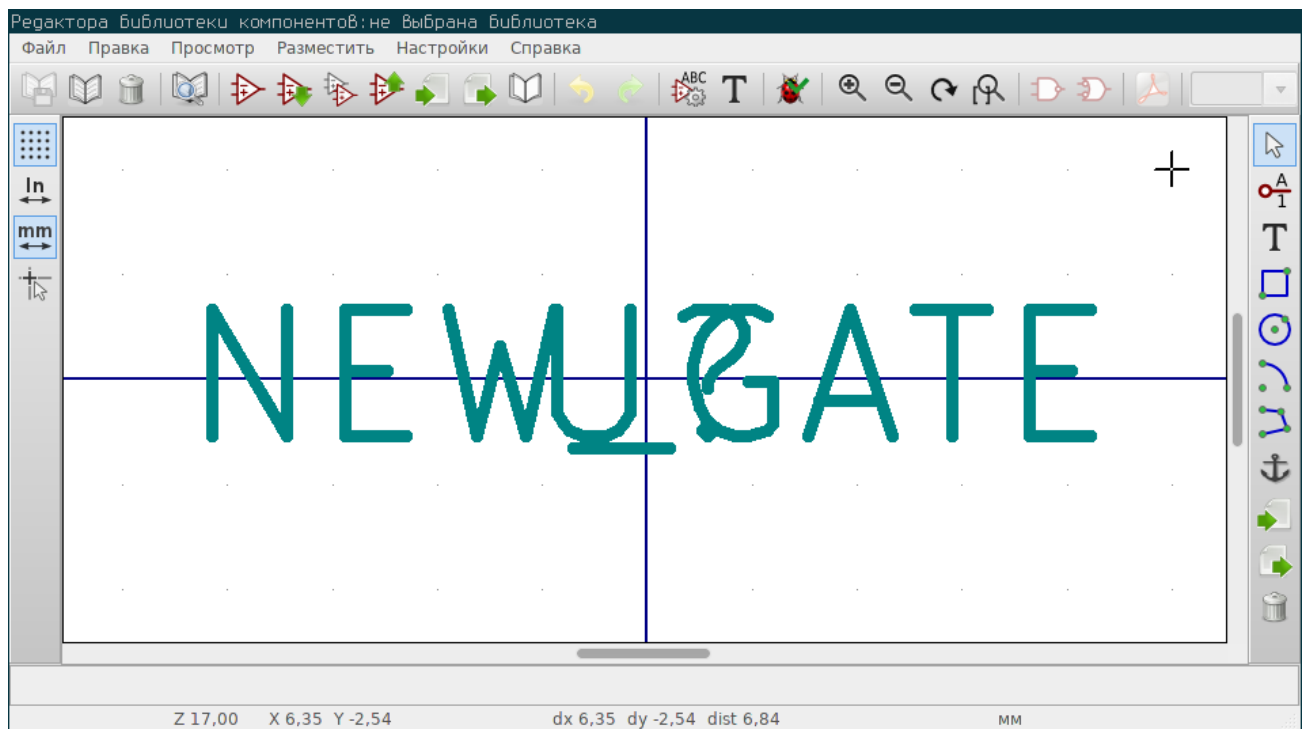 Редактора библиотеки компонентов:не выбрана библиотека
Файл Правка Просмотр Разместить Настройки Справка
ABC T
In
mm
A
1
T
NEW_GATE
U?
Z 17,00 X 6,35 Y -2,54 dx 6,35 dy -2,54 dist 6,84 мм